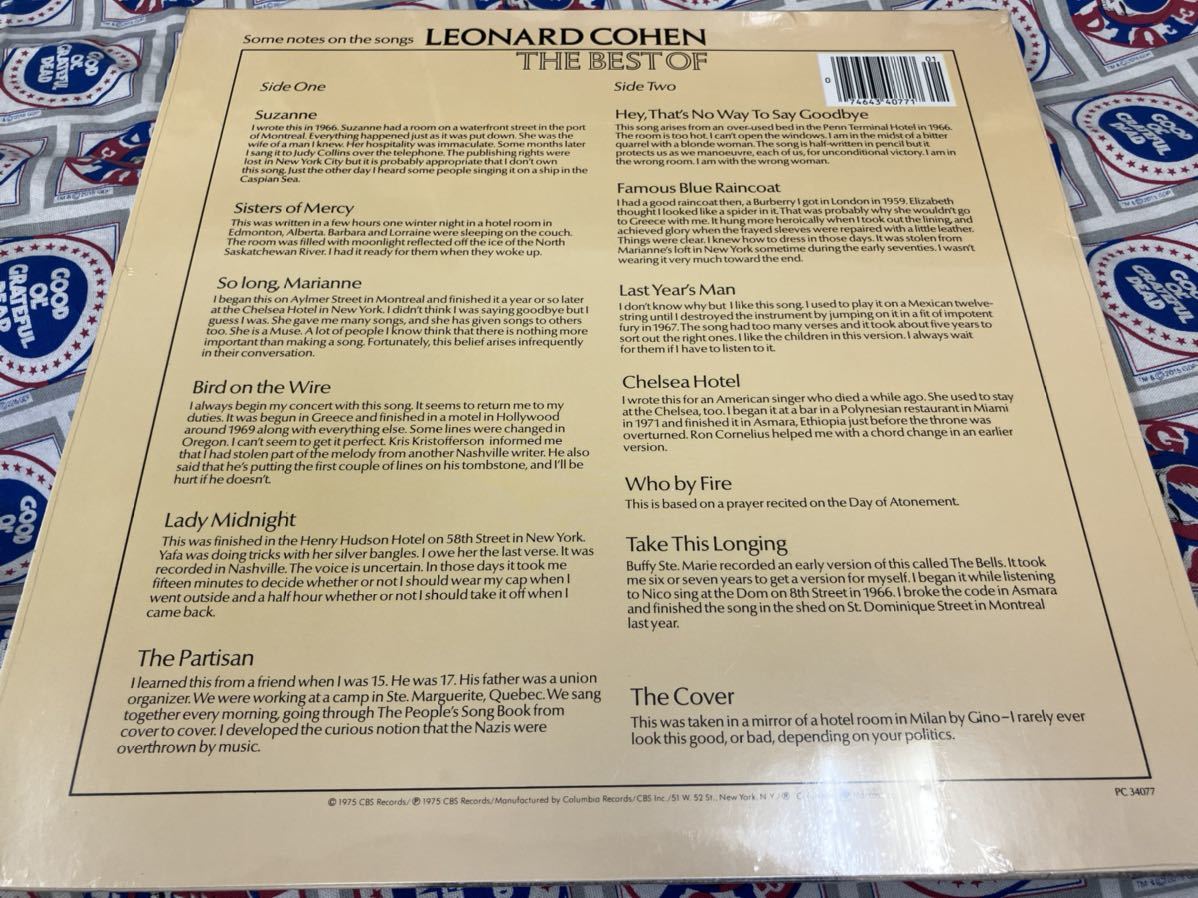 Some notes on the songs LEONARD COHEN
THE BEST OF
Side One
Suzanne
I wrote this in 1966. Suzanne had a room on a waterfront street in the port
of Montreal. Everything happened just as it was put down. She was the
wife of a man I knew. Her hospitality was immaculate. Some months later
I sang it to Judy Collins over the telephone. The publishing rights were
lost in New York City but it is probably appropriate that I don't own
this song. Just the other day I heard some people singing it on a ship in the
Caspian Sea.
Sisters of Mercy
This was written in a few hours one winter night in a hotel room in
Edmonton, Alberta. Barbara and Lorraine were sleeping on the couch.
The room was filled with moonlight reflected off the ice of the North
Saskatchewan River. I had it ready for them when they woke up.
So long, Marianne
I began this on Aylmer Street in Montreal and finished it a year or so later
at the Chelsea Hotel in New York. I didn't think I was saying goodbye but I
guess I was. She gave me many songs, and she has given songs to others
too. She is a Muse. A lot of people I know think that there is nothing more
important than making a song. Fortunately, this belief arises infrequently
in their conversation.
Bird on the Wire
I always begin my concert with this song. It seems to return me to my
duties. It was begun in Greece and finished in a motel in Hollywood
around 1969 along with everything else. Some lines were changed in
Oregon. I can't seem to get it perfect. Kris Kristofferson informed me
that I had stolen part of the melody from another Nashville writer. He also
said that he's putting the first couple of lines on his tombstone, and I'll be
hurt if he doesn't.
Lady Midnight
This was finished in the Henry Hudson Hotel on 58th Street in New York.
Yafa was doing tricks with her silver bangles. I owe her the last verse. It was
recorded in Nashville. The voice is uncertain. In those days it took me
fifteen minutes to decide whether or not I should wear my cap when I
went outside and a half hour whether or not I should take it off when I
came back.
The Partisan
I learned this from a friend when I was 15. He was 17. His father was a union
organizer. We were working at a camp in Ste. Marguerite, Quebec. We sang
together every morning, going through The People's Song Book from
cover to cover. I developed the curious notion that the Nazis were
overthrown by music.
Side Two
Hey, That's No Way To Say Goodbye
This song arises from an over-used bed in the Penn Terminal Hotel in 1966.
The room is too hot. I can't open the windows. I am in the midst of a bitter
quarrel with a blonde woman. The song is half-written in pencil but it
protects us as we manoeuvre, each of us, for unconditional victory. I am in
the wrong room. I am with the wrong woman.
Famous Blue Raincoat
I had a good raincoat then, a Burberry I got in London in 1959. Elizabeth
thought I looked like a spider in it. That was probably why she wouldn't go
to Greece with me. It hung more heroically when I took out the lining, and
achieved glory when the frayed sleeves were repaired with a little leather.
Things were clear. I knew how to dress in those days. It was stolen from
Marianne's loft in New York sometime during the early seventies. I wasn't
wearing it very much toward the end.
Last Year's Man
I don't know why but I like this song. I used to play it on a Mexican twelve-
string until I destroyed the instrument by jumping on it in a fit of impotent
fury in 1967. The song had too many verses and it took about five years to
sort out the right ones. I like the children in this version. I always wait
for them if I have to listen to it.
Chelsea Hotel
I wrote this for an American singer who died a while ago. She used to stay
at the Chelsea, too. I began it at a bar in a Polynesian restaurant in Miami
in 1971 and finished it in Asmara, Ethiopia just before the throne was
overturned. Ron Cornelius helped me with a chord change in an earlier
version.
Who by Fire
This is based on a prayer recited on the Day of Atonement.
Take This Longing
Buffy Ste. Marie recorded an early version of this called The Bells. It took
me six or seven years to get a version for myself. I began it while listening
to Nico sing at the Dom on 8th Street in 1966. I broke the code in Asmara
and finished the song in the shed on St. Dominique Street in Montreal
last year.
The Cover
This was taken in a mirror of a hotel room in Milan by Gino–I rarely ever
look this good, or bad, depending on your politics.
© 1975 CBS Records/ ℗ 1975 CBS Records/Manufactured by Columbia Records/CBS Inc./51 W. 52 St., New York, N.Y./®
PC 34077
0 74643 40771 01
GOOD OL' GRATEFUL DEAD
GOOD OL' GRATEFUL DEAD
GOOD OL' GRATEFUL DEAD